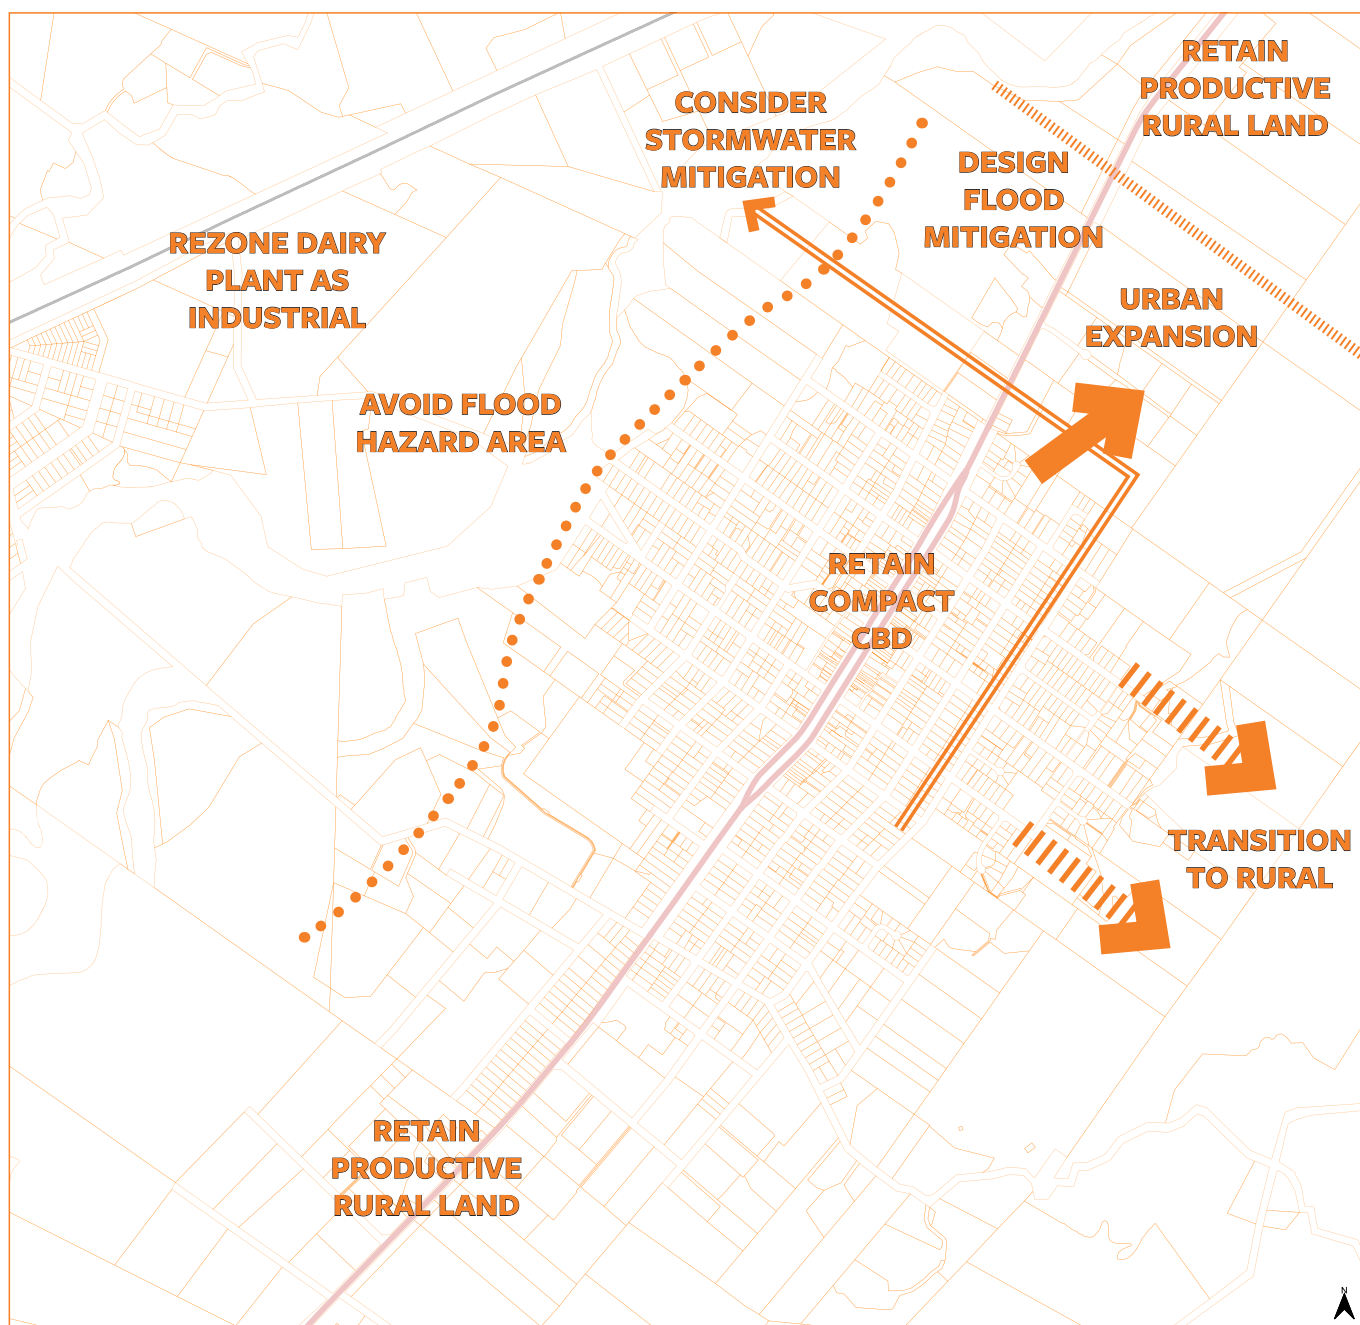 RETAIN
PRODUCTIVE
RURAL LAND
CONSIDER
STORMWATER
MITIGATION
DESIGN
FLOOD
MITIGATION
REZONE DAIRY
PLANT AS
INDUSTRIAL
URBAN
EXPANSION
AVOID FLOOD
HAZARD AREA
RETAIN
COMPACT
CBD
TRANSITION
TO RURAL
RETAIN
PRODUCTIVE
RURAL LAND
N